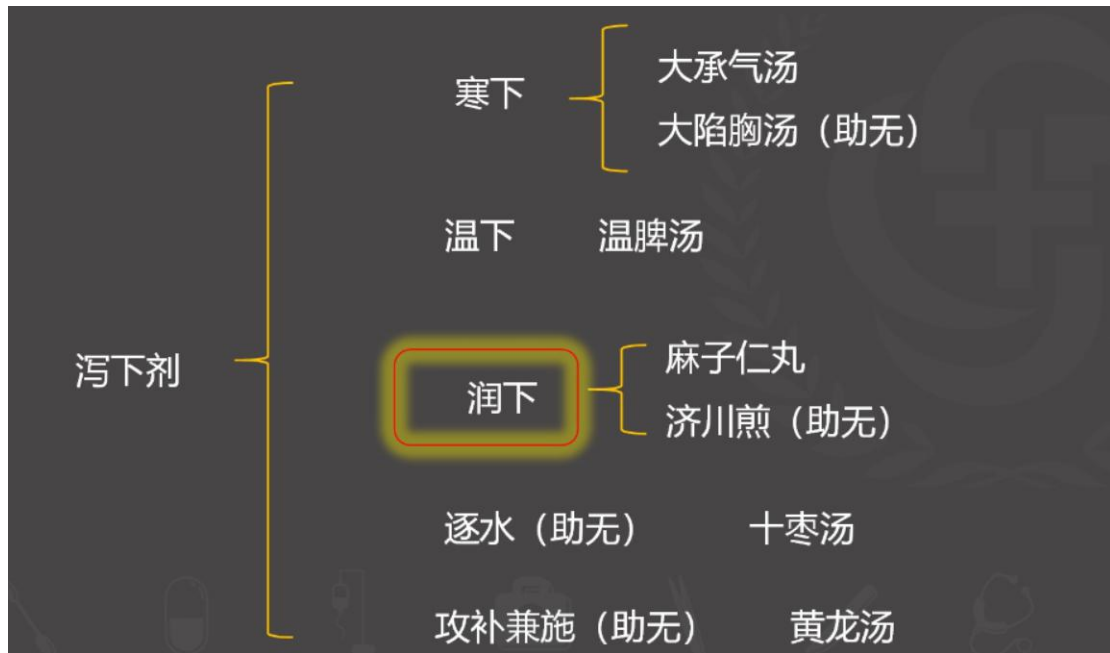 寒下
大承气汤
大陷胸汤（助无）
温下 温脾汤
泻下剂
润下
麻子仁丸
济川煎（助无）
逐水（助无） 十枣汤
攻补兼施（助无） 黄龙汤